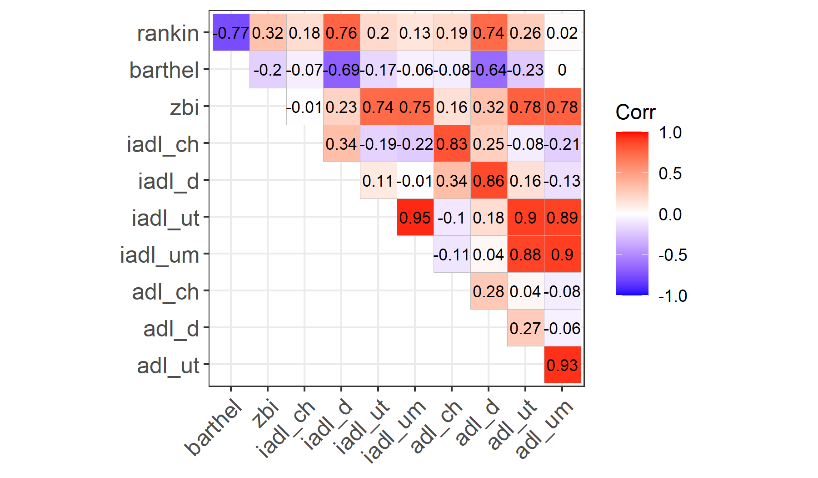 rankin -0.77 0.32 0.18 0.76 0.2 0.13 0.19 0.74 0.26 0.02
barthel -0.2 -0.07 -0.69 -0.17 -0.06 -0.08 -0.64 -0.23 0
zbi -0.01 0.23 0.74 0.75 0.16 0.32 0.78 0.78
iadl_ch 0.34 -0.19 -0.22 0.83 0.25 -0.08 -0.21
iadl_d 0.11 -0.01 0.34 0.86 0.16 -0.13
iadl_ut 0.95 -0.1 0.18 0.9 0.89
iadl_um -0.11 0.04 0.88 0.9
adl_ch 0.28 0.04 -0.08
adl_d 0.27 -0.06
adl_ut 0.93
barthel zbi iadl_ch iadl_d iadl_ut iadl_um adl_ch adl_d adl_ut adl_um
Corr
1.0
0.5
0.0
-0.5
-1.0